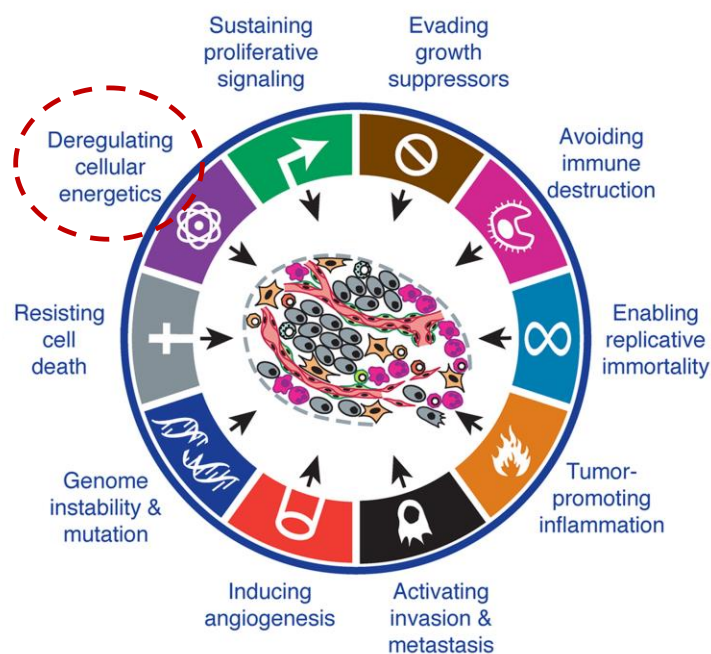 Sustaining
proliferative
signaling
Evading
growth
suppressors
Deregulating
cellular
energetics
Avoiding
immune
destruction
Resisting
cell
death
Enabling
replicative
immortality
Genome
instability &
mutation
Tumor-
promoting
inflammation
Inducing
angiogenesis
Activating
invasion &
metastasis